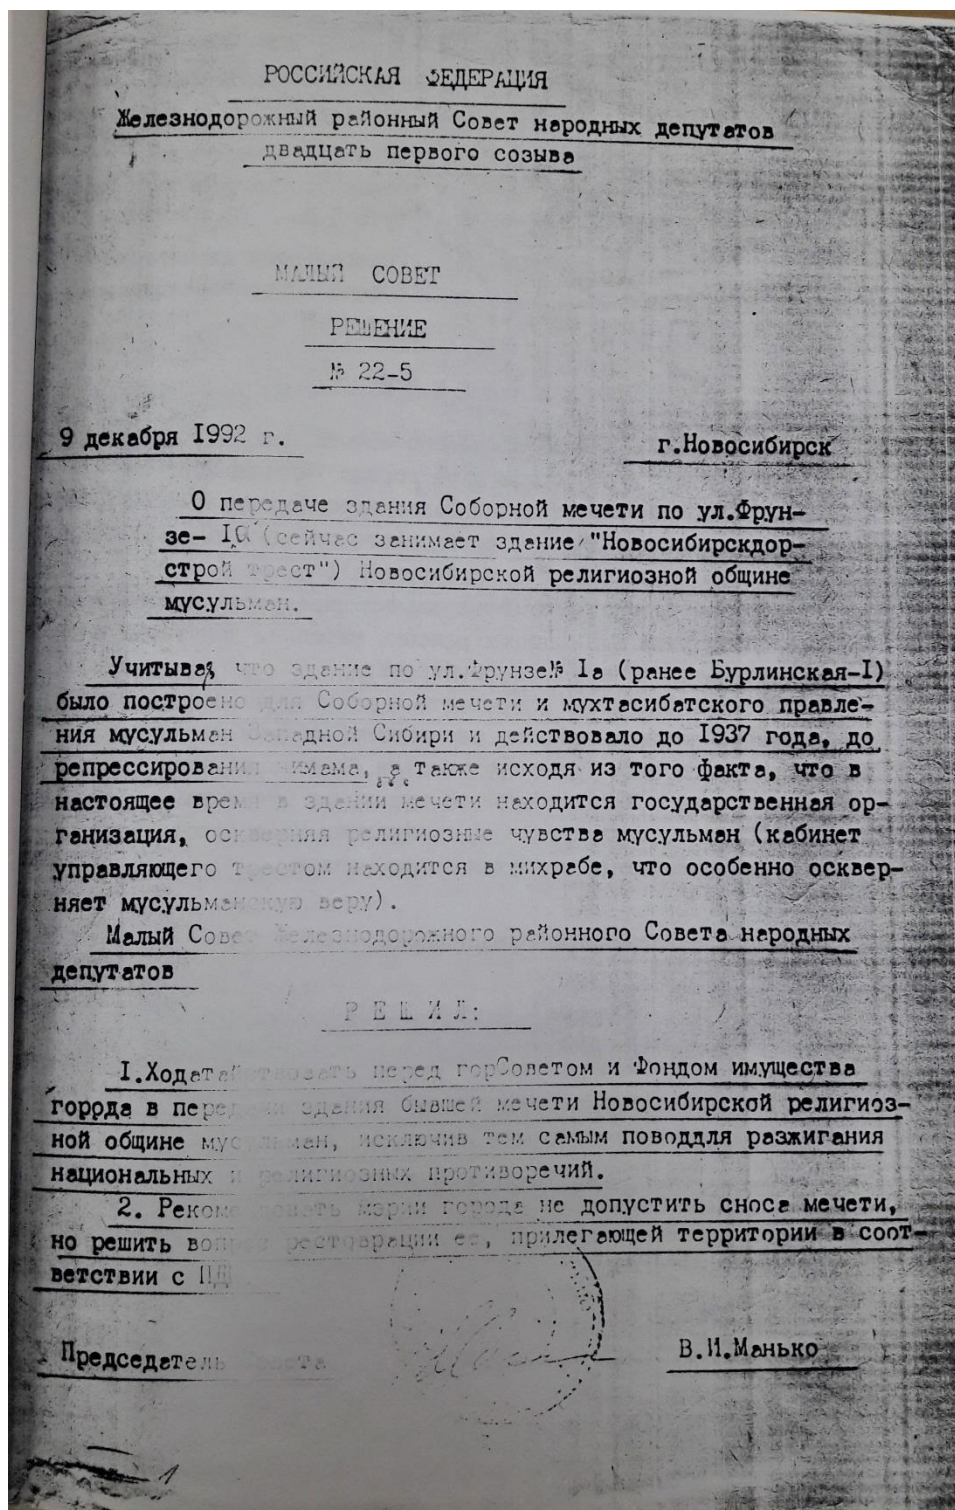 РОССИЙСКАЯ ФЕДЕРАЦИЯ
Железнодорожный районный Совет народных депутатов
двадцать первого созыва
МАЛЫЙ СОВЕТ
РЕШЕНИЕ
№ 22-5
9 декабря 1992 г.
г.Новосибирск
О передаче здания Соборной мечети по ул.Фрун-
зе- (сейчас занимает здание "Новосибирскдор-
строй трест") Новосибирской религиозной общине
мусульман.
Учитывая, что здание по ул.Фрунзе№ 1а (ранее Бурлинская-1)
было построено для Соборной мечети и мухтасибатского правле-
ния мусульман Западной Сибири и действовало до 1937 года, до
репрессирования имама, а также исходя из того факта, что в
настоящее время в здании мечети находится государственная ор-
ганизация, оскверняя религиозные чувства мусульман (кабинет
управляющего трестом находится в михрабе, что особенно оскверн-
няет мусульманскую веру).
Малый Совет Железнодорожного районного Совета народных
депутатов
РЕШИЛ:
1.Ходатайствовать перед горСоветом и Фондом имущества
горрда в передачи здания бывшей мечети Новосибирской религиоз-
ной общине мусульман, исключив тем самым поводдля разжигания
национальных и религиозных противоречий.
2. Рекомендовать мэрии города не допустить сноса мечети,
но решить вопрос реставрации ее, прилегающей территории в соот-
ветствии с
Председатель Совета
В.И.Манько
1